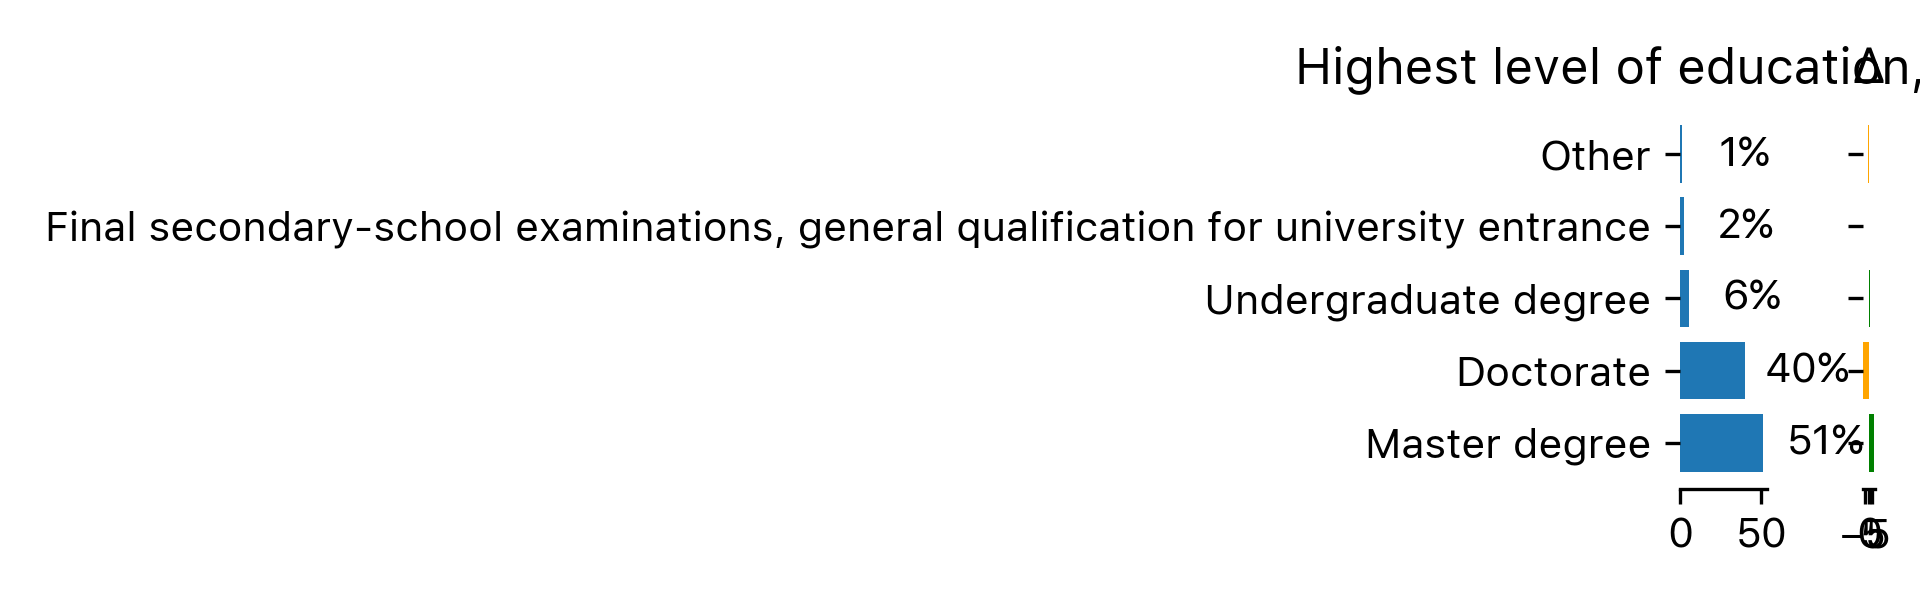 Highest level of education, Δ
Other 1%
Final secondary-school examinations, general qualification for university entrance 2%
Undergraduate degree 6%
Doctorate 40%
Master degree 51%
0 50 −5 0 5